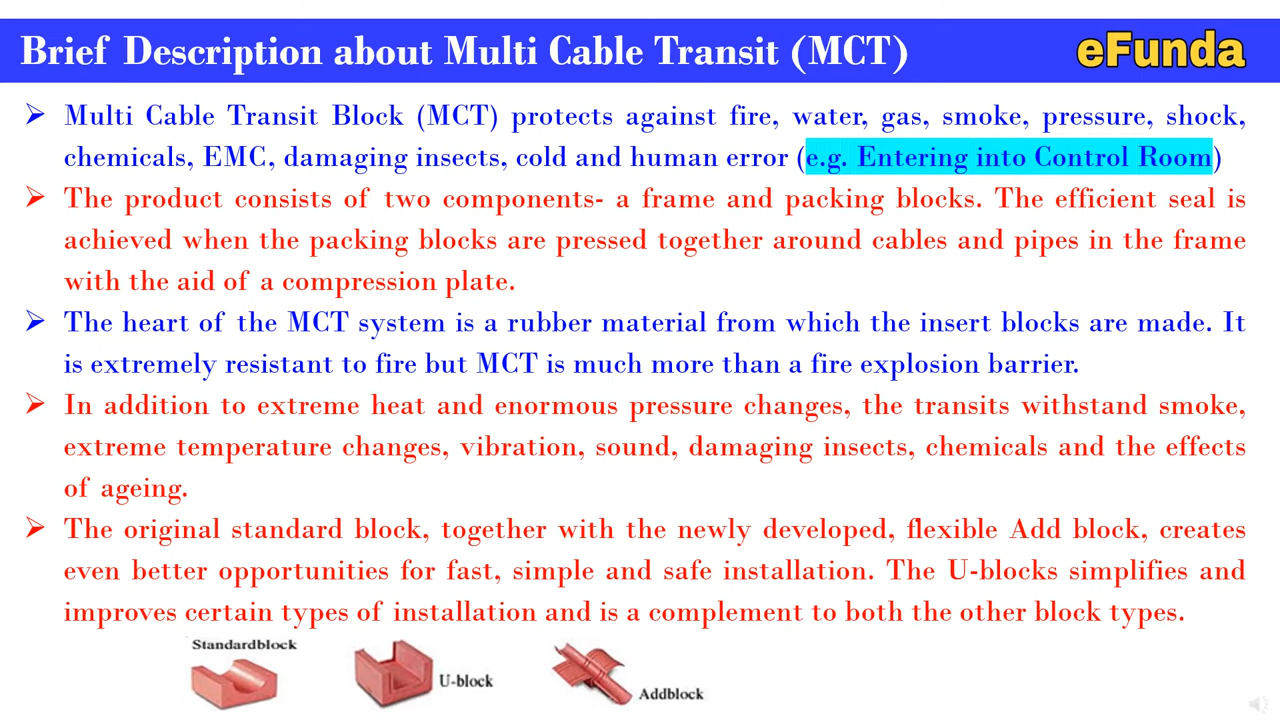 Brief Description about Multi Cable Transit (MCT)
eFunda
➢ Multi Cable Transit Block (MCT) protects against fire, water, gas, smoke, pressure, shock,
chemicals, EMC, damaging insects, cold and human error (e.g. Entering into Control Room)
➢ The product consists of two components- a frame and packing blocks. The efficient seal is
achieved when the packing blocks are pressed together around cables and pipes in the frame
with the aid of a compression plate.
➢ The heart of the MCT system is a rubber material from which the insert blocks are made. It
is extremely resistant to fire but MCT is much more than a fire explosion barrier.
➢ In addition to extreme heat and enormous pressure changes, the transits withstand smoke,
extreme temperature changes, vibration, sound, damaging insects, chemicals and the effects
of ageing.
➢ The original standard block, together with the newly developed, flexible Add block, creates
even better opportunities for fast, simple and safe installation. The U-blocks simplifies and
improves certain types of installation and is a complement to both the other block types.
Standardblock
U-block
Addblock